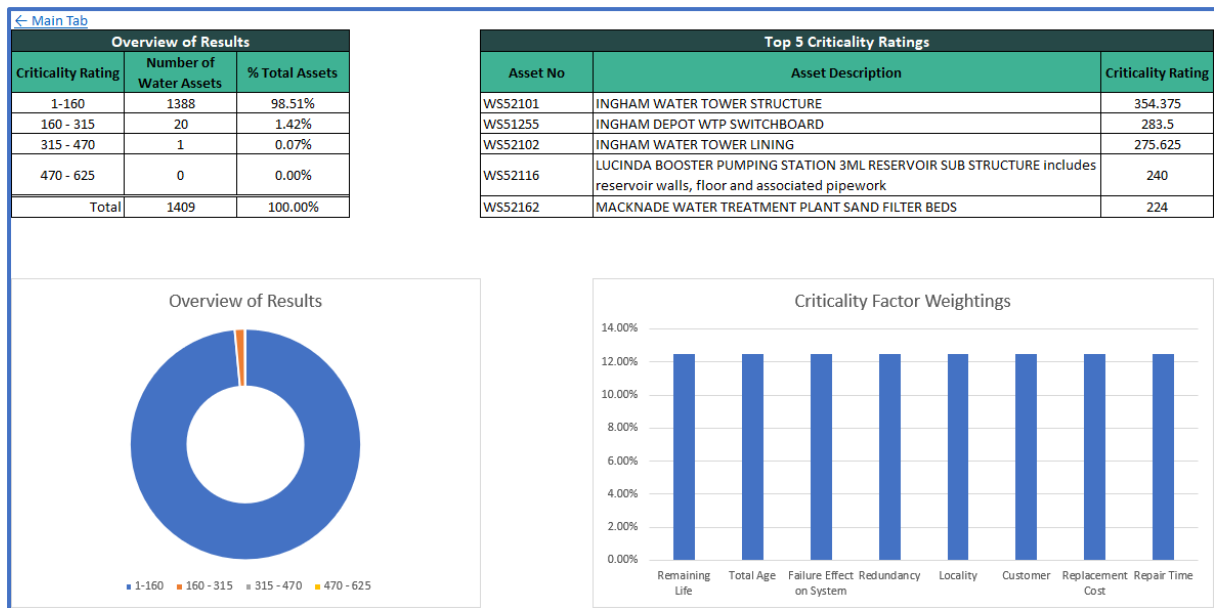 ← Main Tab
Overview of Results
Criticality Rating Number of Water Assets % Total Assets
1-160 1388 98.51%
160 - 315 20 1.42%
315 - 470 1 0.07%
470 - 625 0 0.00%
Total 1409 100.00%
Top 5 Criticality Ratings
Asset No Asset Description Criticality Rating
WS52101 INGHAM WATER TOWER STRUCTURE 354.375
WS51255 INGHAM DEPOT WTP SWITCHBOARD 283.5
WS52102 INGHAM WATER TOWER LINING 275.625
WS52116 LUCINDA BOOSTER PUMPING STATION 3ML RESERVOIR SUB STRUCTURE includes
reservoir walls, floor and associated pipework 240
WS52162 MACKNADE WATER TREATMENT PLANT SAND FILTER BEDS 224
Overview of Results
1-160 160 - 315 315 - 470 470 - 625
Criticality Factor Weightings
14.00%
12.00%
10.00%
8.00%
6.00%
4.00%
2.00%
0.00%
Remaining Life Total Age Failure Effect on System Redundancy Locality Customer Replacement Cost Repair Time